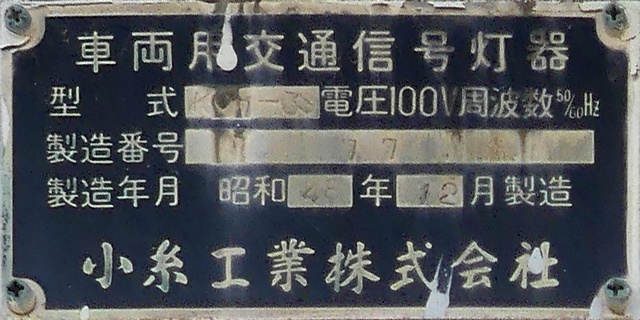 車両用交通信号灯器
型式 電圧100V周波数50/60Hz
製造番号
製造年月 昭和 年 12 月製造
小糸工業株式会社